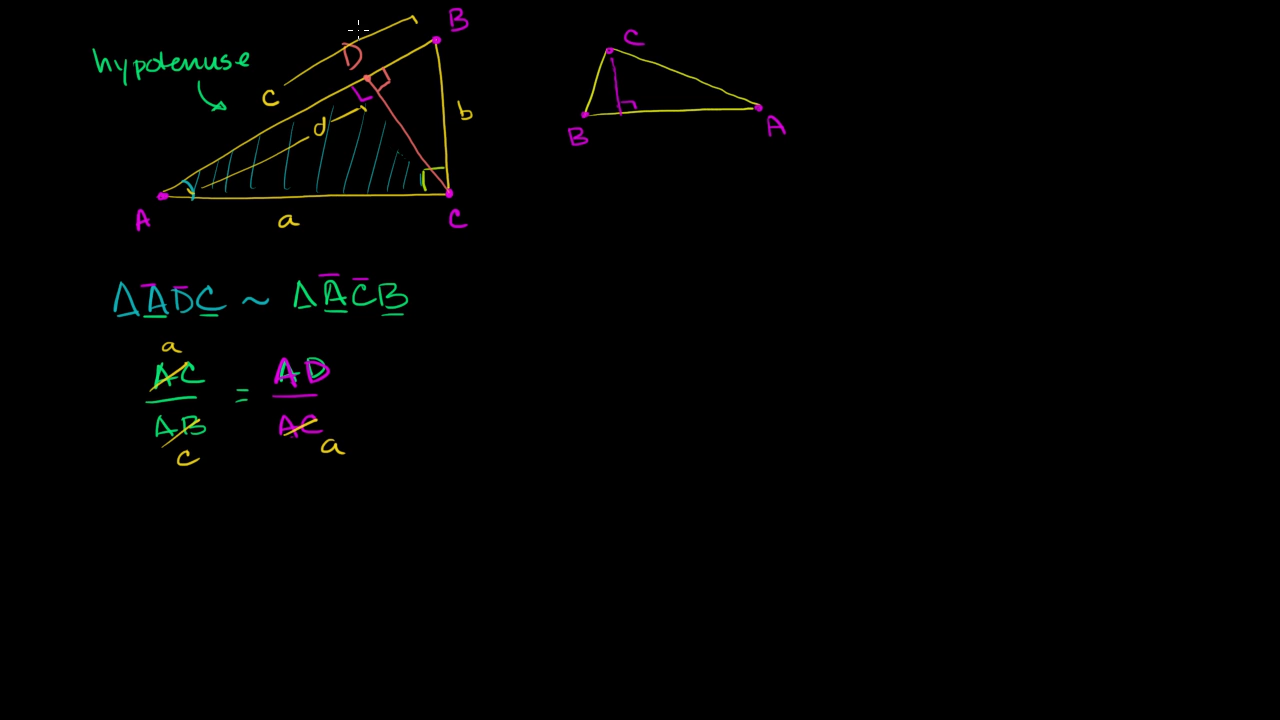 B
C
hypotenuse
D
c
b
d
B
A
A
a
C
ΔADC ~ ΔACB
a
AC/AB = AD/AC
c
a